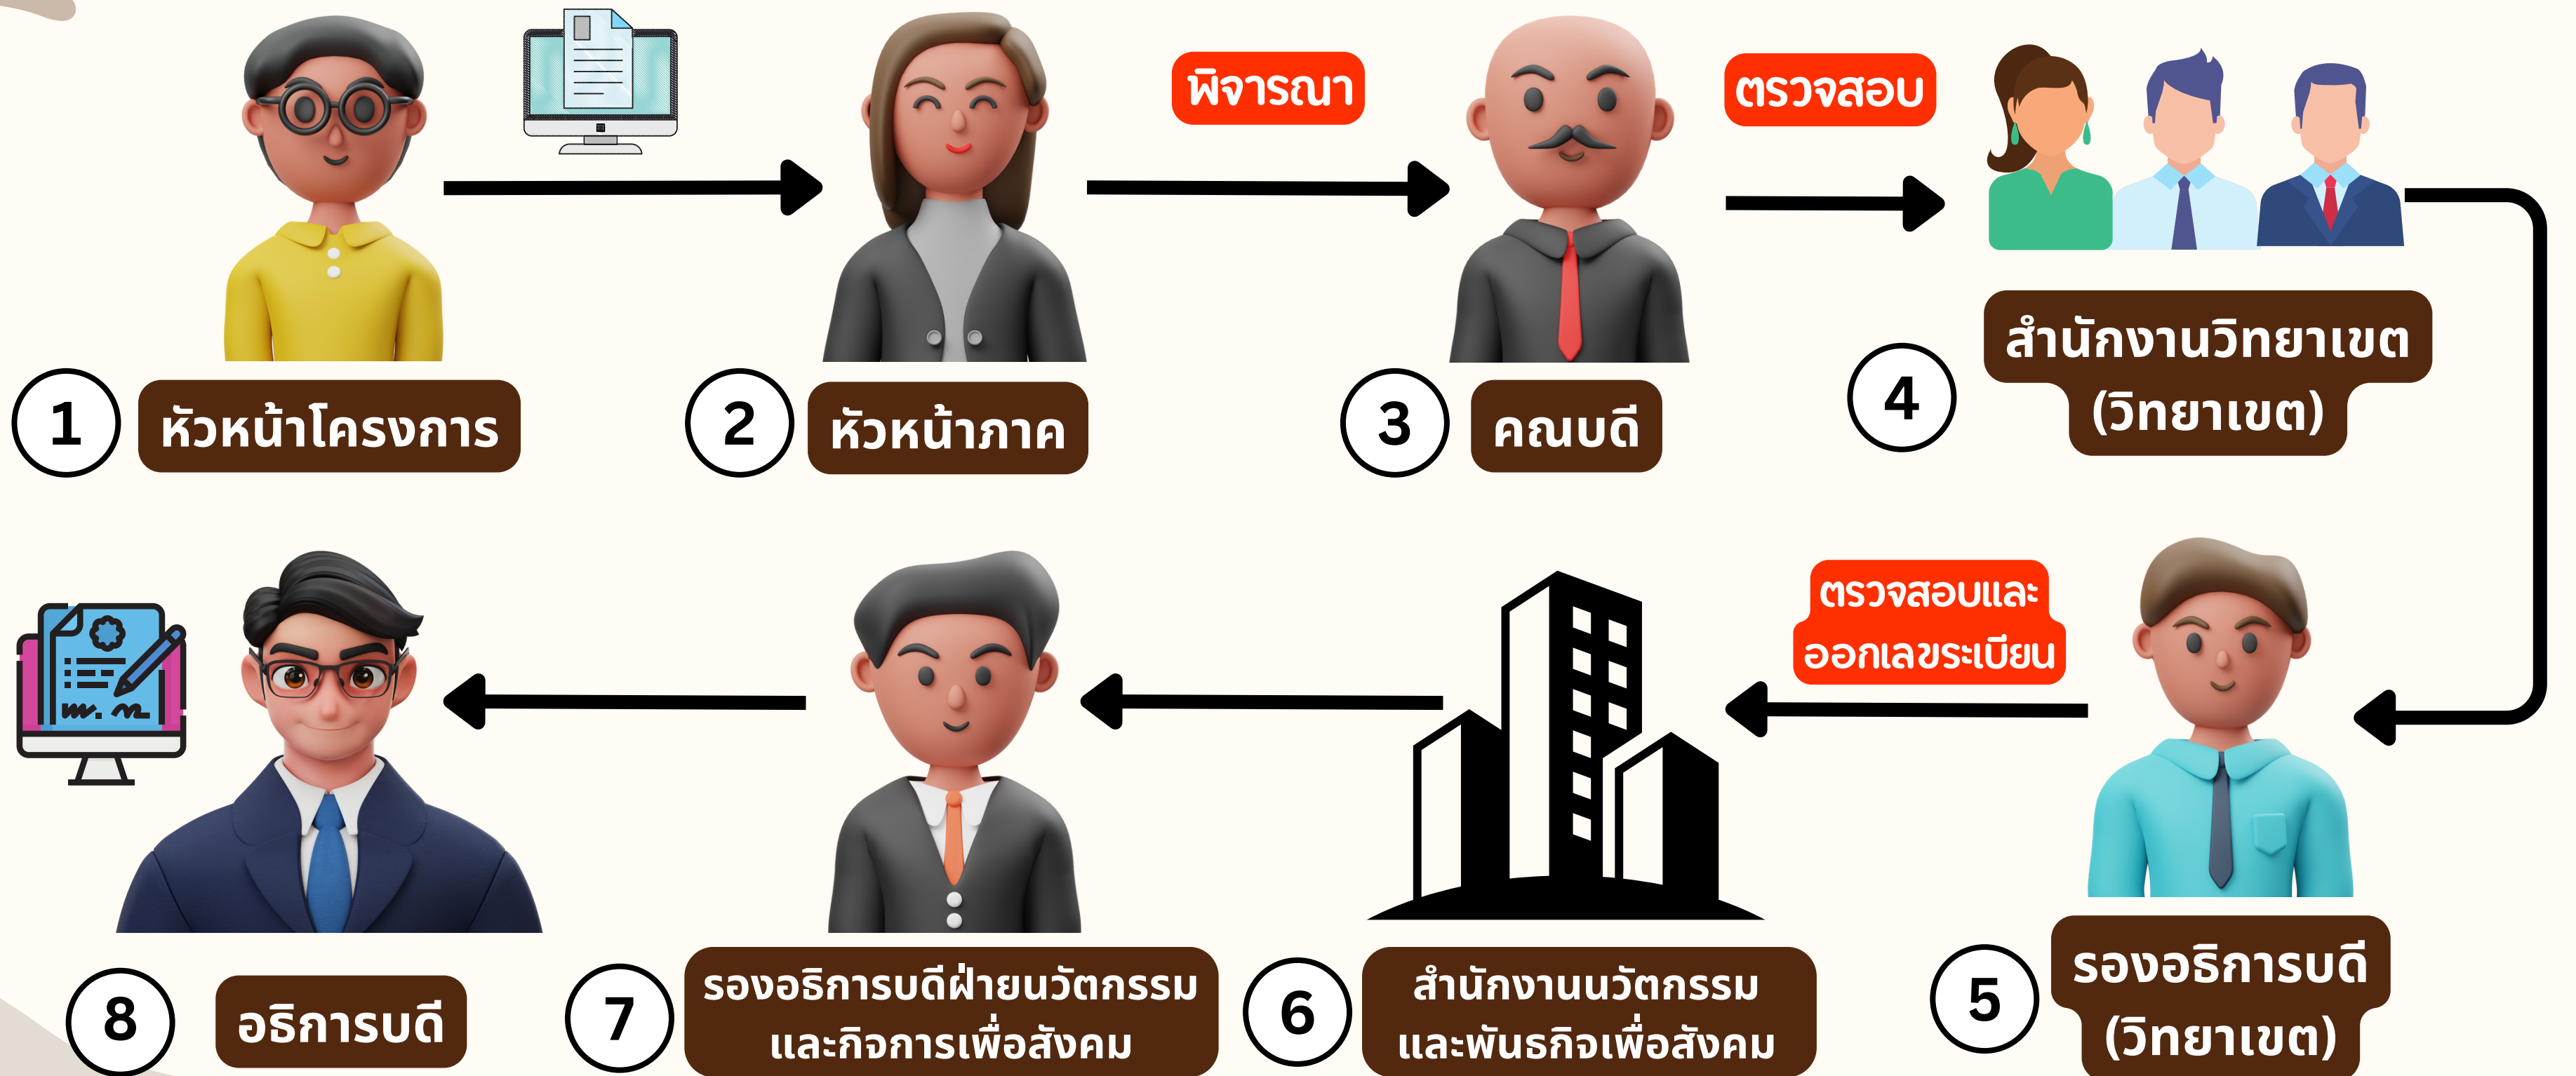 พิจารณา
ตรวจสอบ
1
หัวหน้าโครงการ
2
หัวหน้าภาค
3
คณบดี
4
สำนักงานวิทยาเขต
(วิทยาเขต)
ตรวจสอบและ
ออกเลขระเบียน
5
รองอธิการบดี
(วิทยาเขต)
6
สำนักงานนวัตกรรม
และพันธกิจเพื่อสังคม
7
รองอธิการบดีฝ่ายนวัตกรรม
และกิจการเพื่อสังคม
8
อธิการบดี